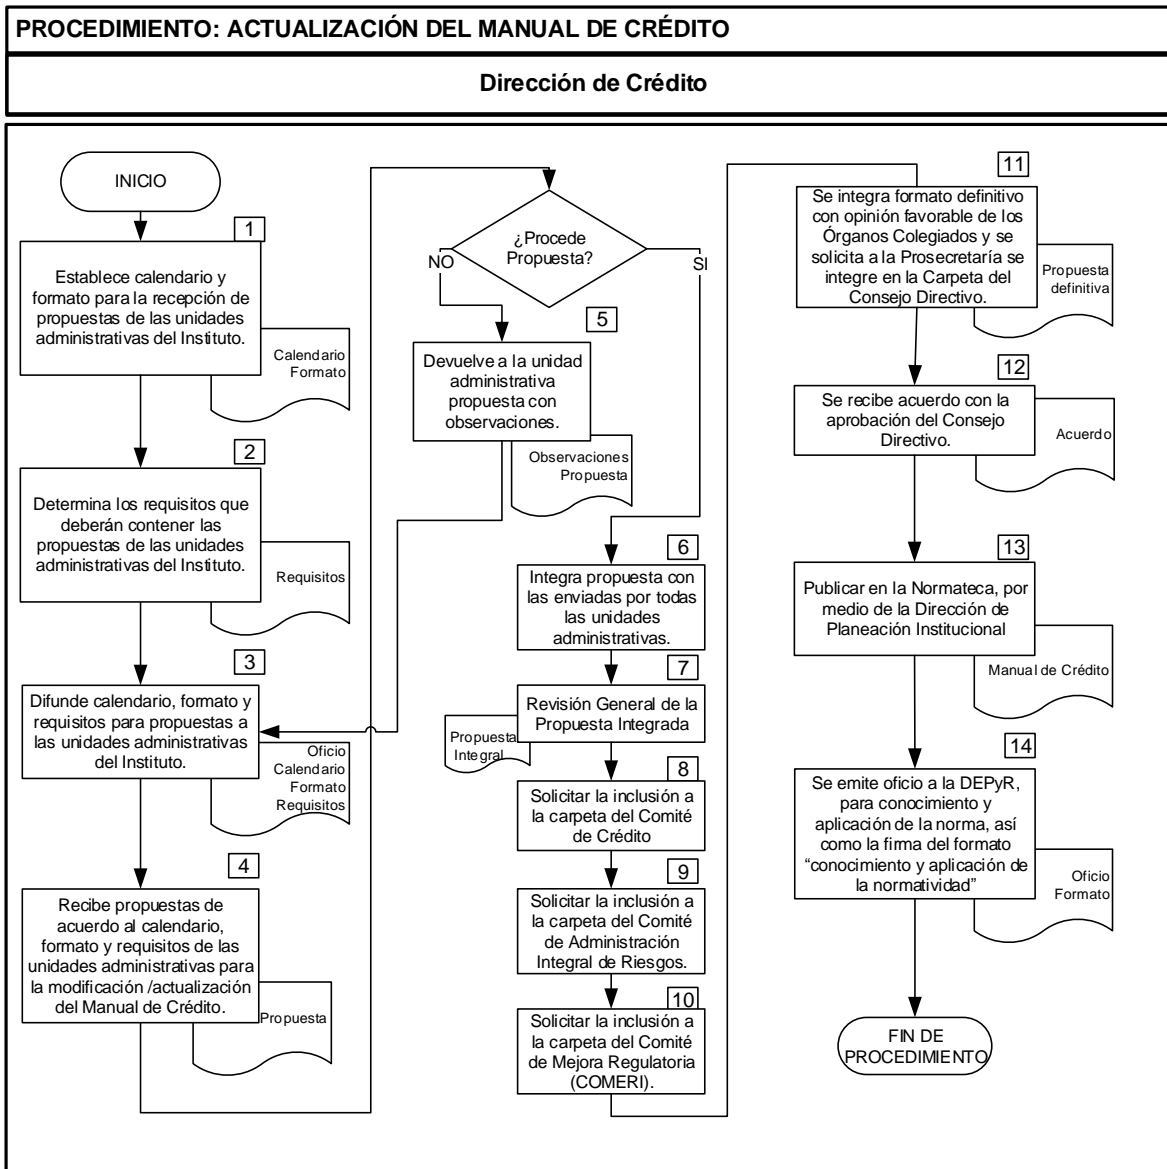 PROCEDIMIENTO: ACTUALIZACIÓN DEL MANUAL DE CRÉDITO
Dirección de Crédito
INICIO
1
Establece calendario y
formato para la recepción de
propuestas de las unidades
administrativas del Instituto.
Calendario
Formato
2
Determina los requisitos que
deberán contener las
propuestas de las unidades
administrativas del Instituto.
Requisitos
3
Difunde calendario, formato y
requisitos para propuestas a
las unidades administrativas
del Instituto.
Oficio
Calendario
Formato
Requisitos
4
Recibe propuestas de
acuerdo al calendario,
formato y requisitos de las
unidades administrativas para
la modificación /actualización
del Manual de Crédito.
Propuesta
¿Procede
Propuesta?
NO
SI
5
Devuelve a la unidad
administrativa
propuesta con
observaciones.
Observaciones
Propuesta
6
Integra propuesta con
las enviadas por todas
las unidades
administrativas.
7
Revisión General de la
Propuesta Integrada
Propuesta
Integral
8
Solicitar la inclusión a
la carpeta del Comité
de Crédito
9
Solicitar la inclusión a
la carpeta del Comité
de Administración
Integral de Riesgos.
10
Solicitar la inclusión a
la carpeta del Comité
de Mejora Regulatoria
(COMERI).
11
Se integra formato definitivo
con opinión favorable de los
Órganos Colegiados y se
solicita a la Prosecretaría se
integre en la Carpeta del
Consejo Directivo.
Propuesta
definitiva
12
Se recibe acuerdo con la
aprobación del Consejo
Directivo.
Acuerdo
13
Publicar en la Normateca, por
medio de la Dirección de
Planeación Institucional
Manual de Crédito
14
Se emite oficio a la DEPyR,
para conocimiento y
aplicación de la norma, así
como la firma del formato
“conocimiento y aplicación de
la normatividad”
Oficio
Formato
FIN DE
PROCEDIMIENTO